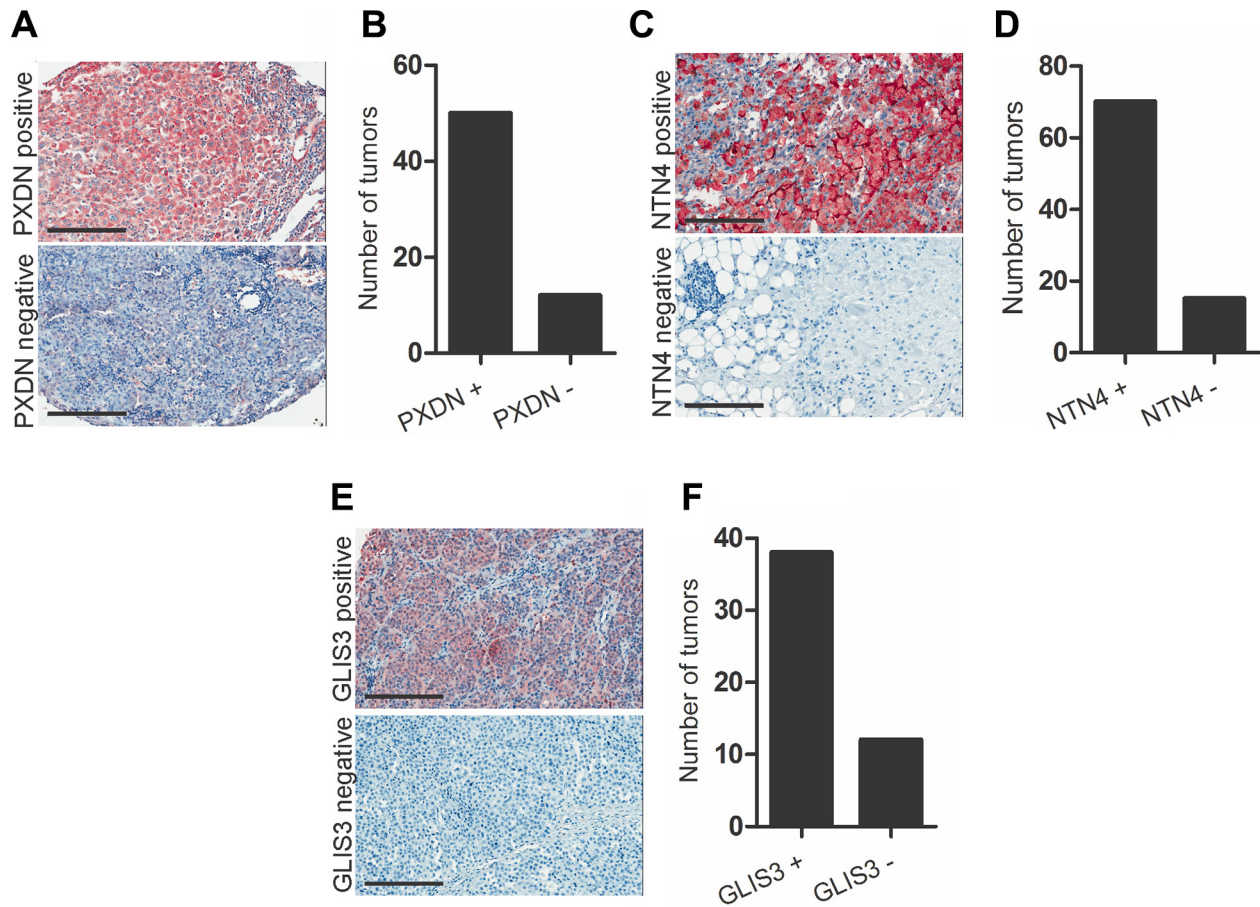 A
PXDN positive
PXDN negative
B
Number of tumors
60
40
20
0
PXDN +
PXDN -
C
NTN4 positive
NTN4 negative
D
Number of tumors
80
60
40
20
0
NTN4 +
NTN4 -
E
GLIS3 positive
GLIS3 negative
F
Number of tumors
40
30
20
10
0
GLIS3 +
GLIS3 -